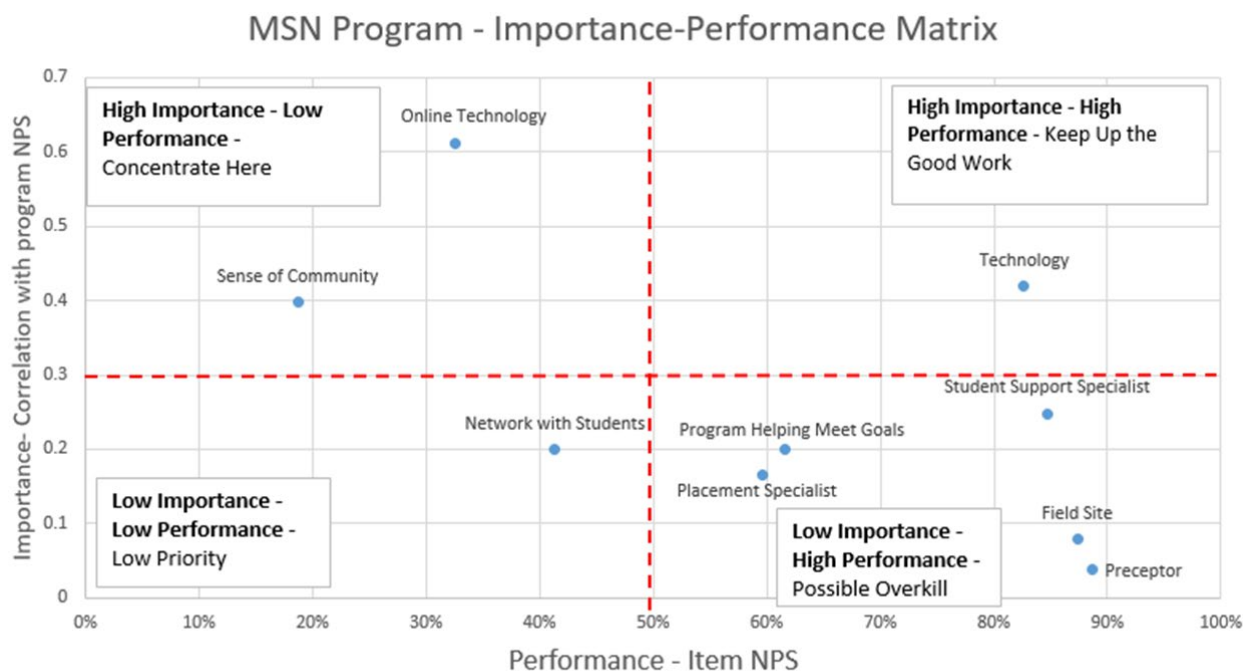 MSN Program - Importance-Performance Matrix
Importance- Correlation with program NPS
0.7
0.6
0.5
0.4
0.3
0.2
0.1
0
High Importance - Low
Performance -
Concentrate Here
Online Technology
High Importance - High
Performance - Keep Up the
Good Work
Sense of Community
Technology
Student Support Specialist
Network with Students
Program Helping Meet Goals
Placement Specialist
Low Importance -
Low Performance -
Low Priority
Low Importance -
High Performance -
Possible Overkill
Field Site
Preceptor
0% 10% 20% 30% 40% 50% 60% 70% 80% 90% 100%
Performance - Item NPS